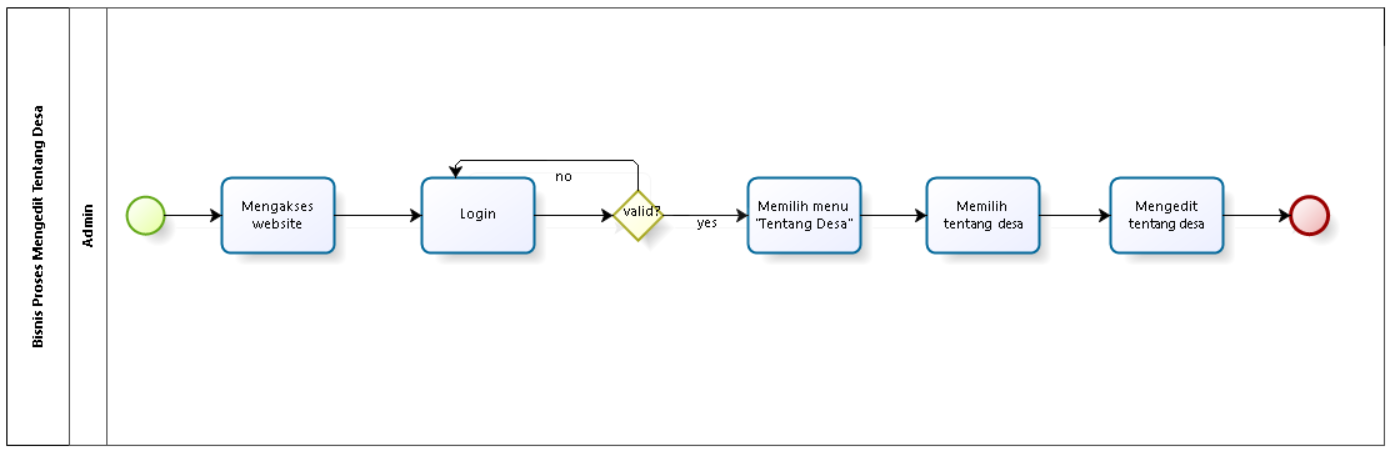 Bisnis Proses Mengedit Tentang Desa
Admin
Mengakses
website
Login
no
valid?
yes
Memilih menu
"Tentang Desa"
Memilih
tentang desa
Mengedit
tentang desa